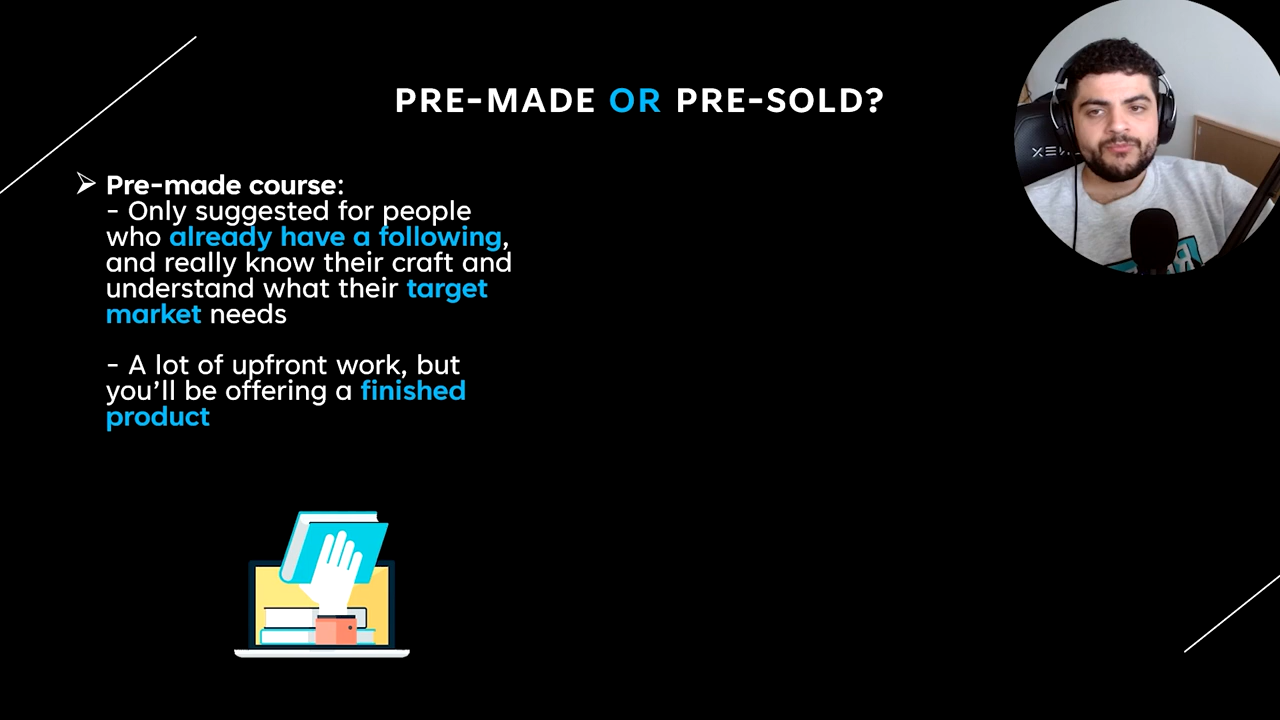 PRE-MADE OR PRE-SOLD?
Pre-made course:
- Only suggested for people
who already have a following,
and really know their craft and
understand what their target
market needs
- A lot of upfront work, but
you'll be offering a finished
product